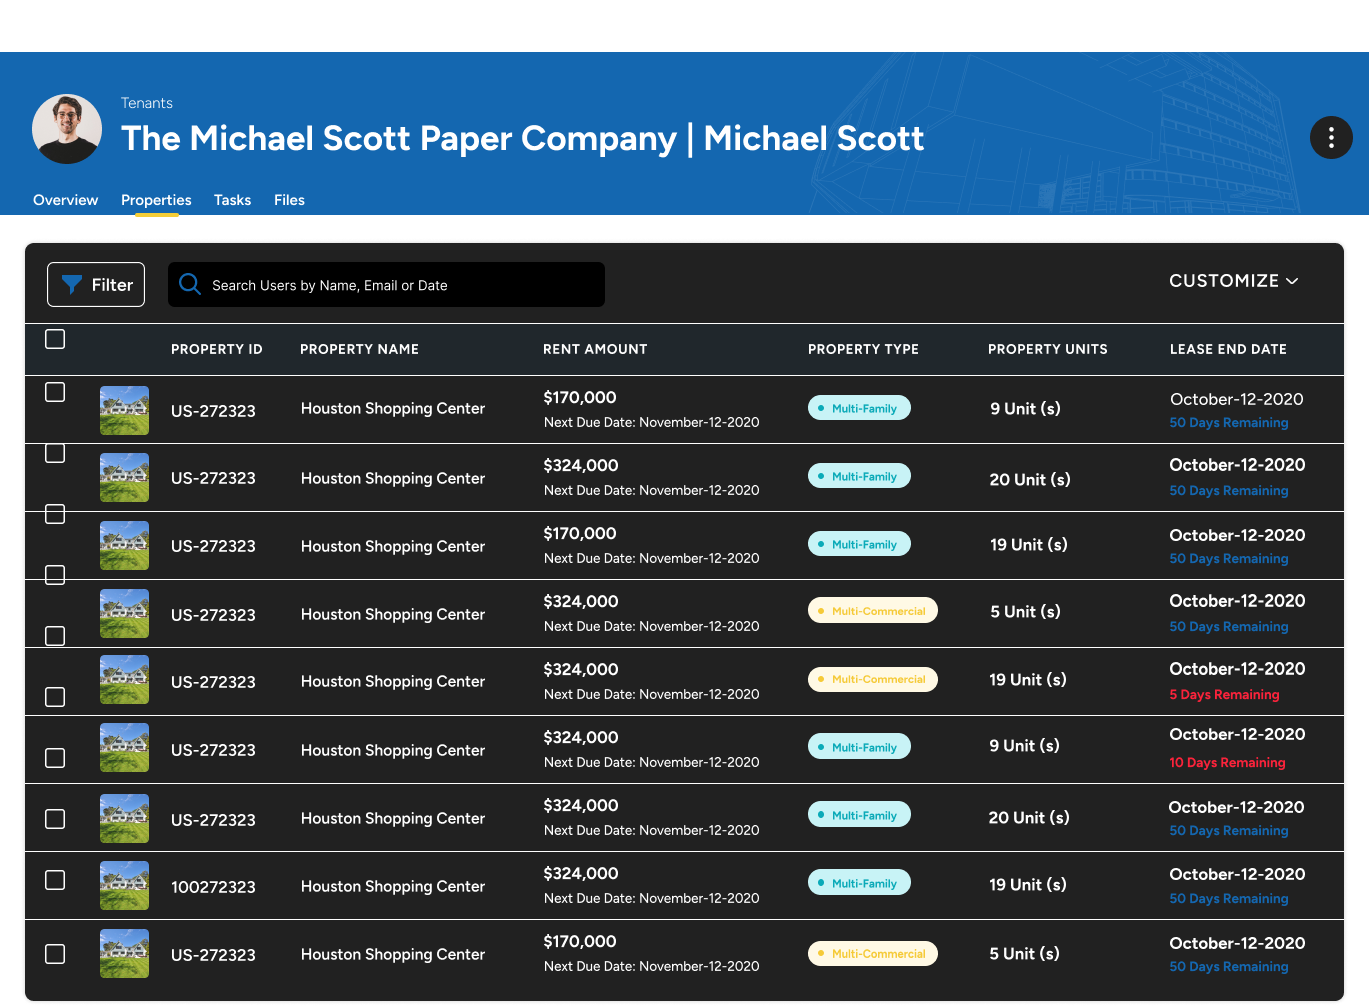 Tenants
The Michael Scott Paper Company | Michael Scott
Overview Properties Tasks Files
Filter Search Users by Name, Email or Date CUSTOMIZE
PROPERTY ID PROPERTY NAME RENT AMOUNT PROPERTY TYPE PROPERTY UNITS LEASE END DATE
US-272323 Houston Shopping Center $170,000 Multi-Family 9 Unit (s) October-12-2020
Next Due Date: November-12-2020 50 Days Remaining
US-272323 Houston Shopping Center $324,000 Multi-Family 20 Unit (s) October-12-2020
Next Due Date: November-12-2020 50 Days Remaining
US-272323 Houston Shopping Center $170,000 Multi-Family 19 Unit (s) October-12-2020
Next Due Date: November-12-2020 50 Days Remaining
US-272323 Houston Shopping Center $324,000 Multi-Commercial 5 Unit (s) October-12-2020
Next Due Date: November-12-2020 50 Days Remaining
US-272323 Houston Shopping Center $324,000 Multi-Commercial 19 Unit (s) October-12-2020
Next Due Date: November-12-2020 5 Days Remaining
US-272323 Houston Shopping Center $324,000 Multi-Family 9 Unit (s) October-12-2020
Next Due Date: November-12-2020 10 Days Remaining
US-272323 Houston Shopping Center $324,000 Multi-Family 20 Unit (s) October-12-2020
Next Due Date: November-12-2020 50 Days Remaining
100272323 Houston Shopping Center $324,000 Multi-Family 19 Unit (s) October-12-2020
Next Due Date: November-12-2020 50 Days Remaining
US-272323 Houston Shopping Center $170,000 Multi-Commercial 5 Unit (s) October-12-2020
Next Due Date: November-12-2020 50 Days Remaining